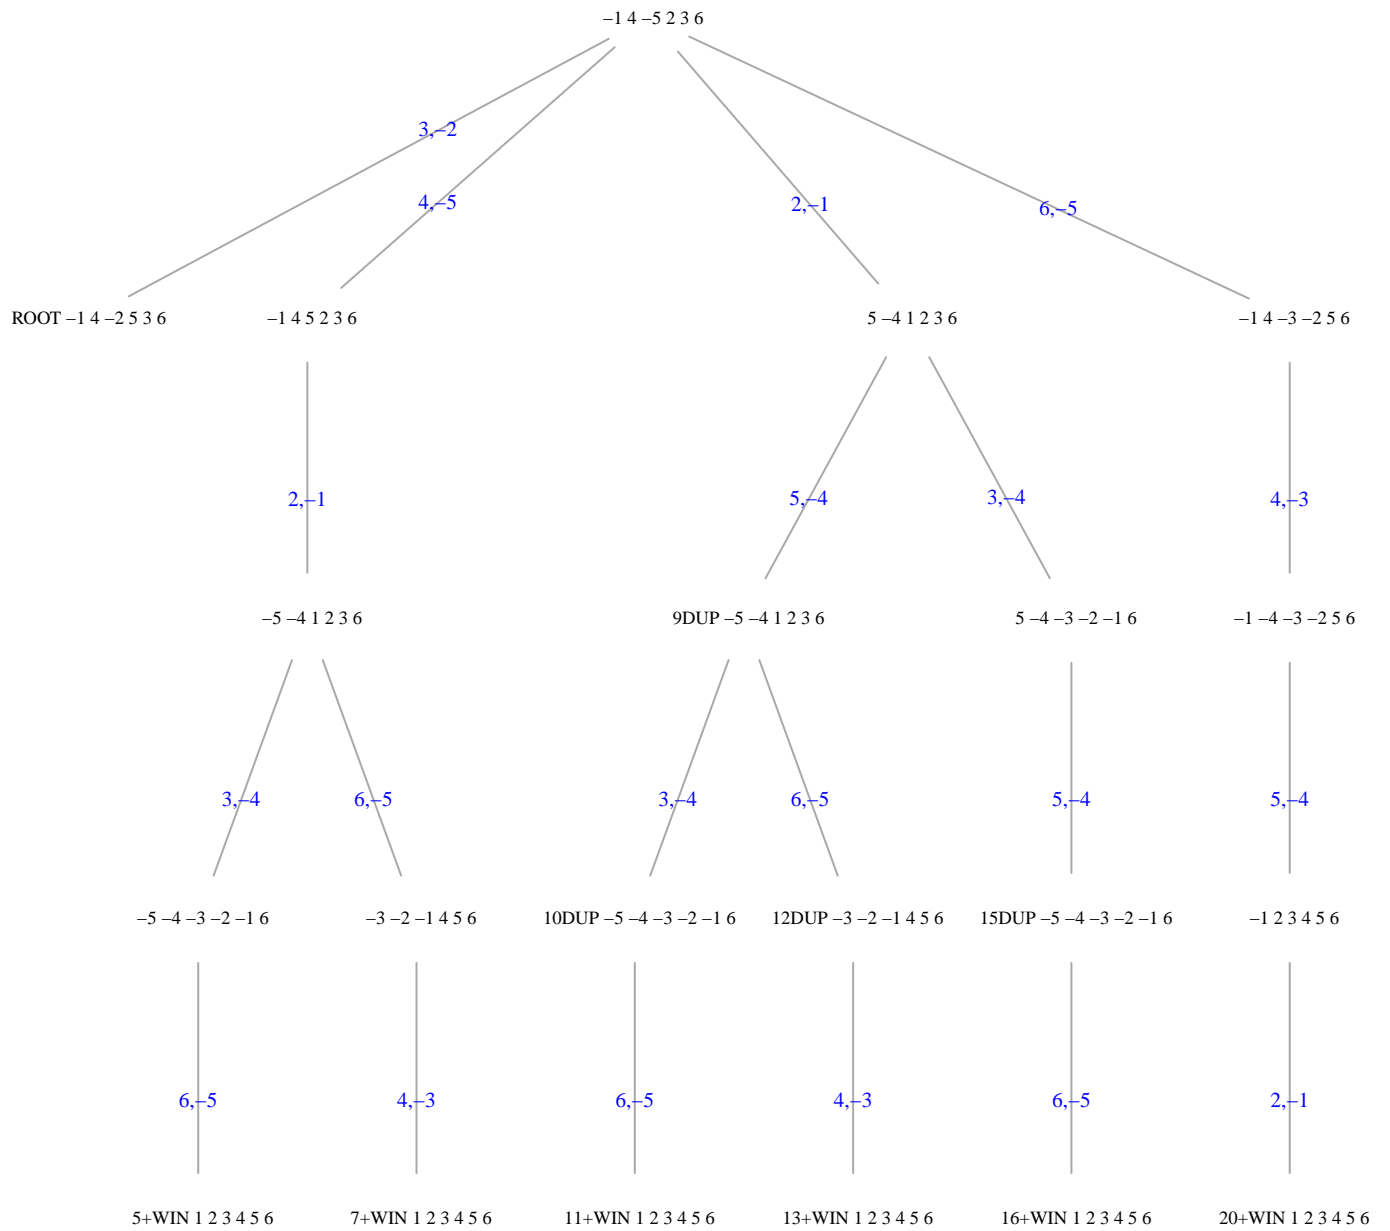 –1 4 –5 2 3 6
3,–2
4,–5
2,–1
6,–5
ROOT –1 4 –2 5 3 6
–1 4 5 2 3 6
5 –4 1 2 3 6
–1 4 –3 –2 5 6
2,–1
5,–4
3,–4
4,–3
–5 –4 1 2 3 6
9DUP –5 –4 1 2 3 6
5 –4 –3 –2 –1 6
–1 –4 –3 –2 5 6
3,–4
6,–5
3,–4
6,–5
5,–4
5,–4
–5 –4 –3 –2 –1 6
–3 –2 –1 4 5 6
10DUP –5 –4 –3 –2 –1 6
12DUP –3 –2 –1 4 5 6
15DUP –5 –4 –3 –2 –1 6
–1 2 3 4 5 6
6,–5
4,–3
6,–5
4,–3
6,–5
2,–1
5+WIN 1 2 3 4 5 6
7+WIN 1 2 3 4 5 6
11+WIN 1 2 3 4 5 6
13+WIN 1 2 3 4 5 6
16+WIN 1 2 3 4 5 6
20+WIN 1 2 3 4 5 6